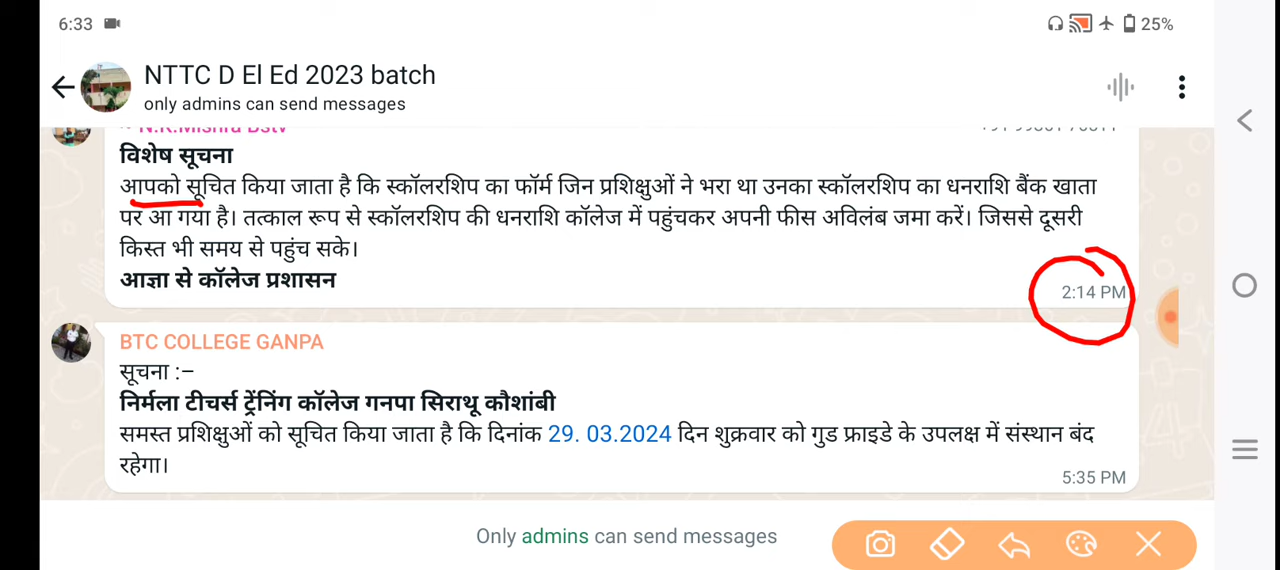 6:33
25%
NTTC D El Ed 2023 batch
only admins can send messages
~ N.K.Mishra Bstv
विशेष सूचना
आपको सूचित किया जाता है कि स्कॉलरशिप का फॉर्म जिन प्रशिक्षुओं ने भरा था उनका स्कॉलरशिप का धनराशि बैंक खाता
पर आ गया है। तत्काल रूप से स्कॉलरशिप की धनराशि कॉलेज में पहुंचकर अपनी फीस अविलंब जमा करें। जिससे दूसरी
किस्त भी समय से पहुंच सके।
आज्ञा से कॉलेज प्रशासन
2:14 PM
BTC COLLEGE GANPA
सूचना :–
निर्मला टीचर्स ट्रेंनिंग कॉलेज गनपा सिराथू कौशांबी
समस्त प्रशिक्षुओं को सूचित किया जाता है कि दिनांक 29. 03.2024 दिन शुक्रवार को गुड फ्राइडे के उपलक्ष में संस्थान बंद
रहेगा।
5:35 PM
Only admins can send messages